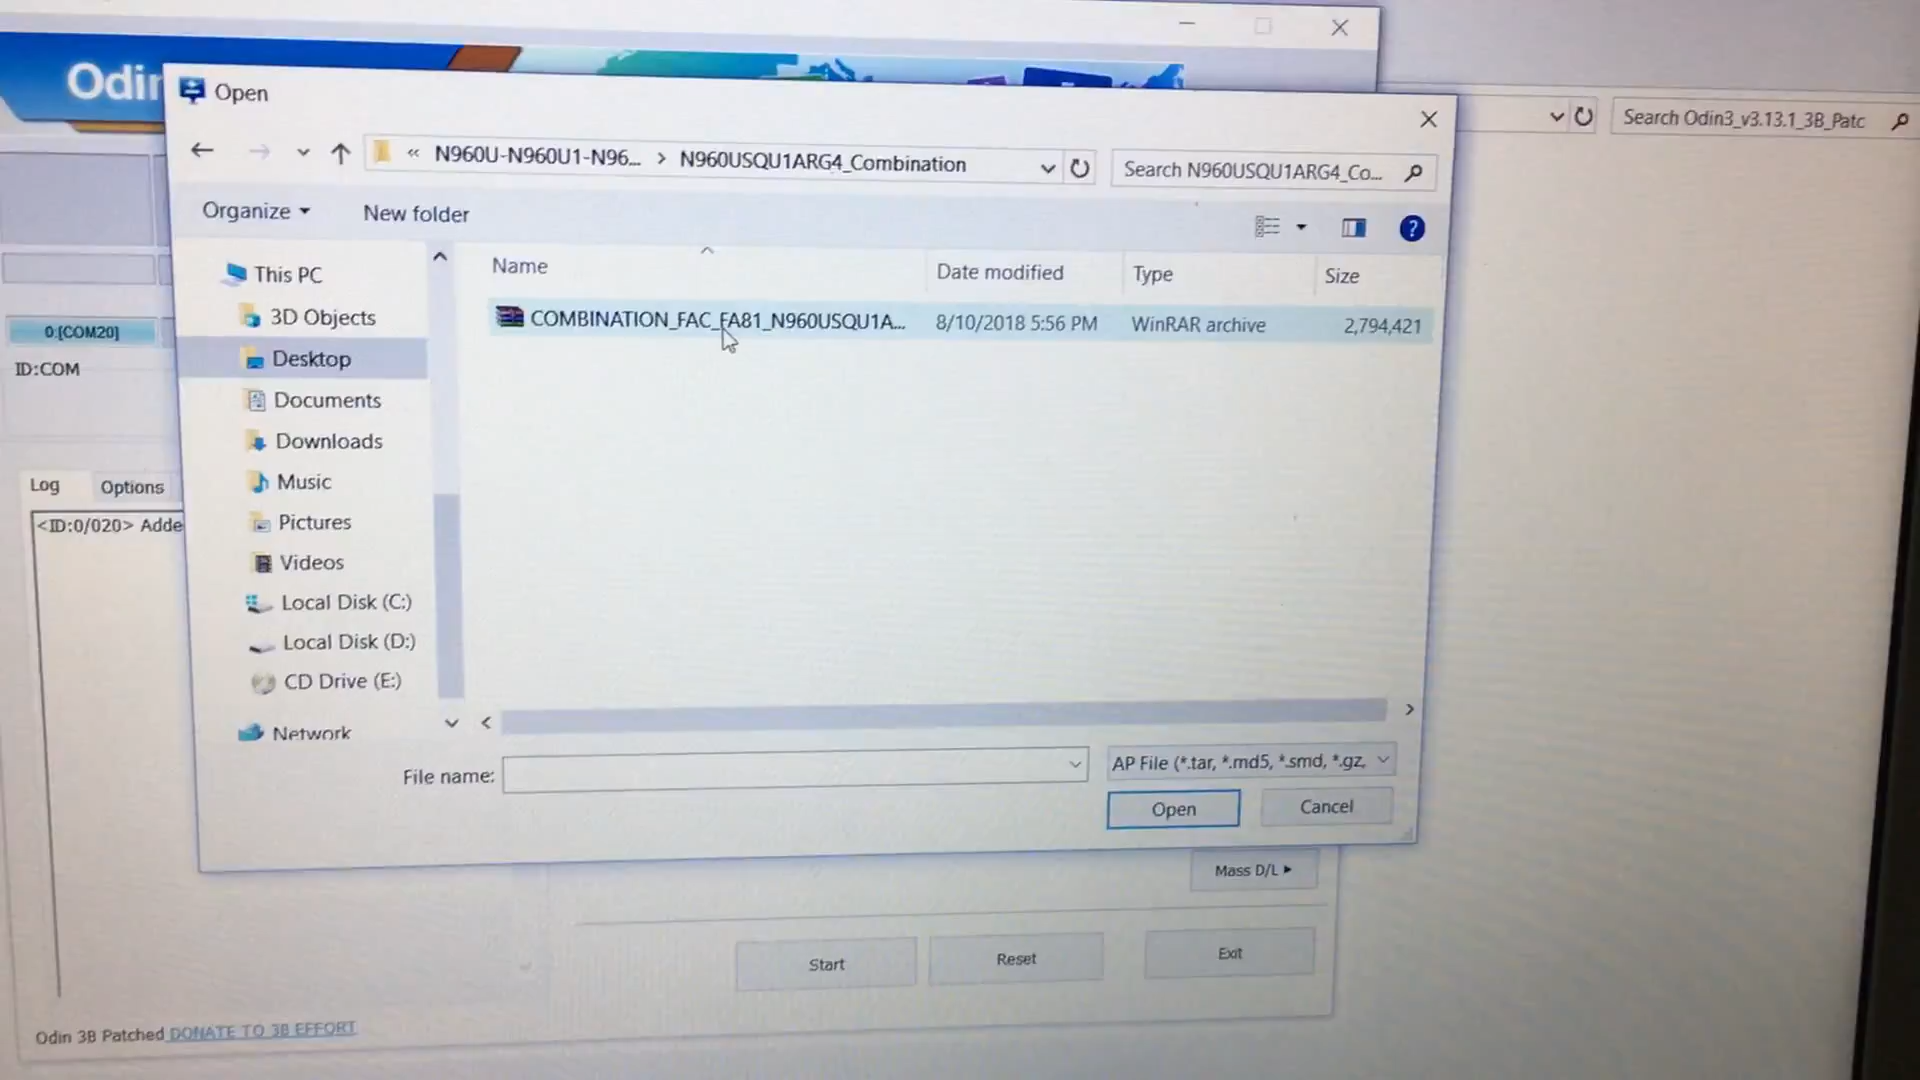 Odin
Open
Search Odin3_v3.13.1_3B_Patc
« N960U-N960U1-N96... > N960USQU1ARG4_Combination
Search N960USQU1ARG4_Co...
Organize
New folder
?
Name
Date modified
Type
Size
COMBINATION_FAC_FA81_N960USQU1A...
8/10/2018 5:56 PM
WinRAR archive
2,794,421
This PC
3D Objects
Desktop
Documents
Downloads
Music
Pictures
Videos
Local Disk (C:)
Local Disk (D:)
CD Drive (E:)
Network
0:[COM20]
ID:COM
Log
Options
<ID:0/020> Adde
File name:
AP File (*.tar, *.md5, *.smd, *.gz,
Open
Cancel
Mass D/L
Start
Reset
Exit
Odin 3B Patched DONATE TO 3B EFFORT